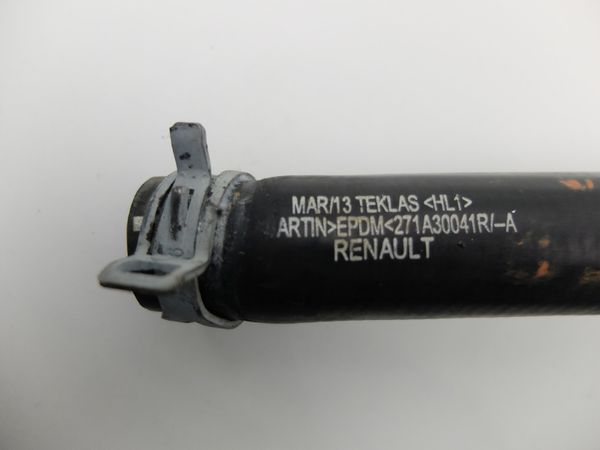 MAR/13 TEKLAS <HL1>
ARTIN>EPDM<271A30041R/-A
RENAULT